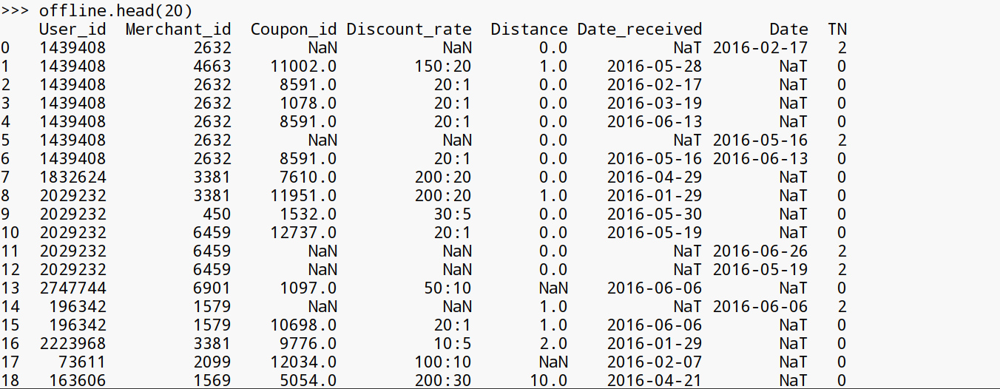 >>> offline.head(20)
User_id Merchant_id Coupon_id Discount_rate Distance Date_received Date TN
0 1439408 2632 NaN NaN 0.0 NaT 2016-02-17 2
1 1439408 4663 11002.0 150:20 1.0 2016-05-28 NaT 0
2 1439408 2632 8591.0 20:1 0.0 2016-02-17 NaT 0
3 1439408 2632 1078.0 20:1 0.0 2016-03-19 NaT 0
4 1439408 2632 8591.0 20:1 0.0 2016-06-13 NaT 0
5 1439408 2632 NaN NaN 0.0 NaT 2016-05-16 2
6 1439408 2632 8591.0 20:1 0.0 2016-05-16 2016-06-13 0
7 1832624 3381 7610.0 200:20 0.0 2016-04-29 NaT 0
8 2029232 3381 11951.0 200:20 1.0 2016-01-29 NaT 0
9 2029232 450 1532.0 30:5 0.0 2016-05-30 NaT 0
10 2029232 6459 12737.0 20:1 0.0 2016-05-19 NaT 0
11 2029232 6459 NaN NaN 0.0 NaT 2016-06-26 2
12 2029232 6459 NaN NaN 0.0 NaT 2016-05-19 2
13 2747744 6901 1097.0 50:10 NaN 2016-06-06 NaT 0
14 196342 1579 NaN NaN 1.0 NaT 2016-06-06 2
15 196342 1579 10698.0 20:1 1.0 2016-06-06 NaT 0
16 2223968 3381 9776.0 10:5 2.0 2016-01-29 NaT 0
17 73611 2099 12034.0 100:10 NaN 2016-02-07 NaT 0
18 163606 1569 5054.0 200:30 10.0 2016-04-21 NaT 0